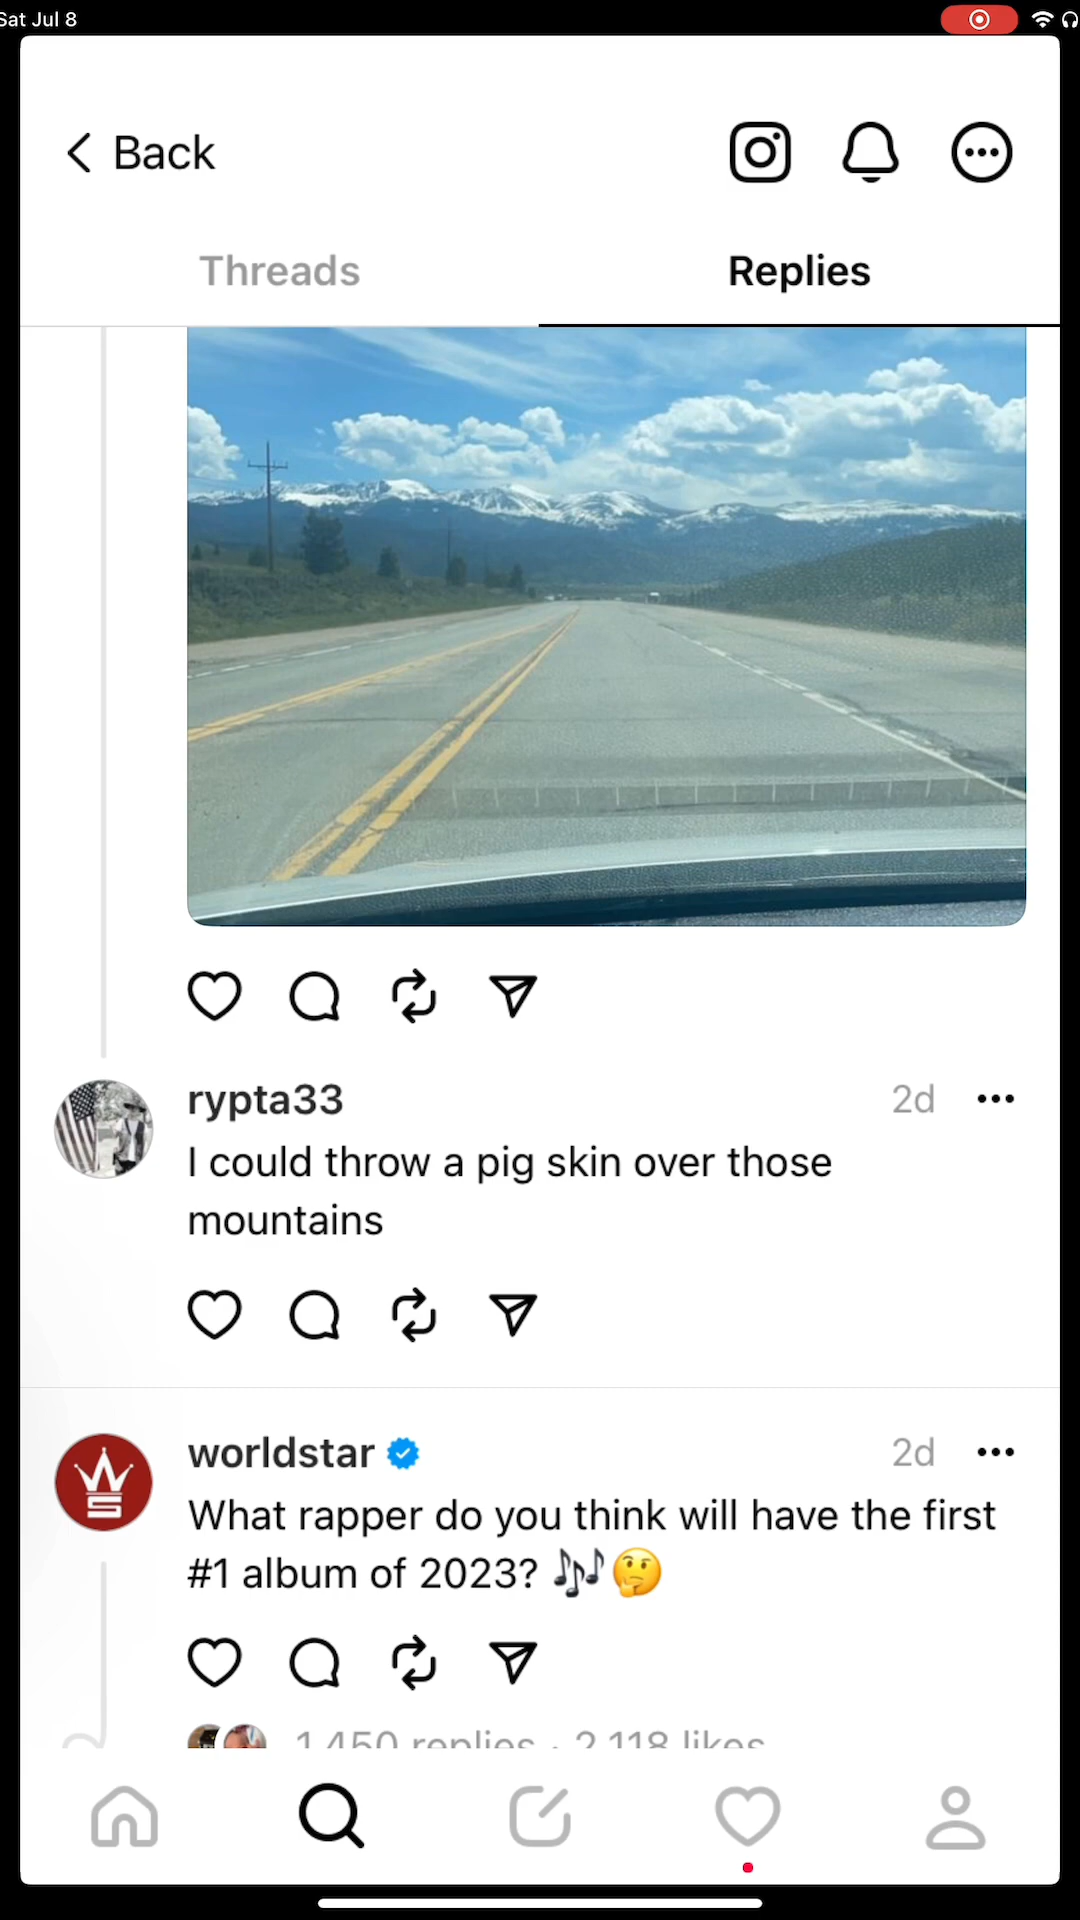 Sat Jul 8
Back
Threads
Replies
rypta33
2d
I could throw a pig skin over those
mountains
worldstar
2d
What rapper do you think will have the first
#1 album of 2023? 🎶🤔
1,450 replies · 2,118 likes